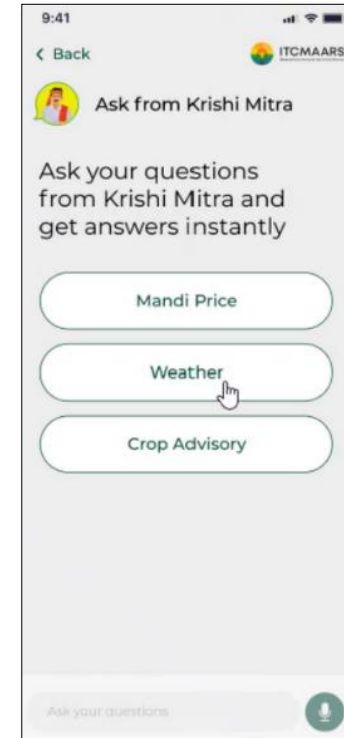 9:41
Back
ITCMAARS
Ask from Krishi Mitra
Ask your questions
from Krishi Mitra and
get answers instantly
Mandi Price
Weather
Crop Advisory
Ask your questions